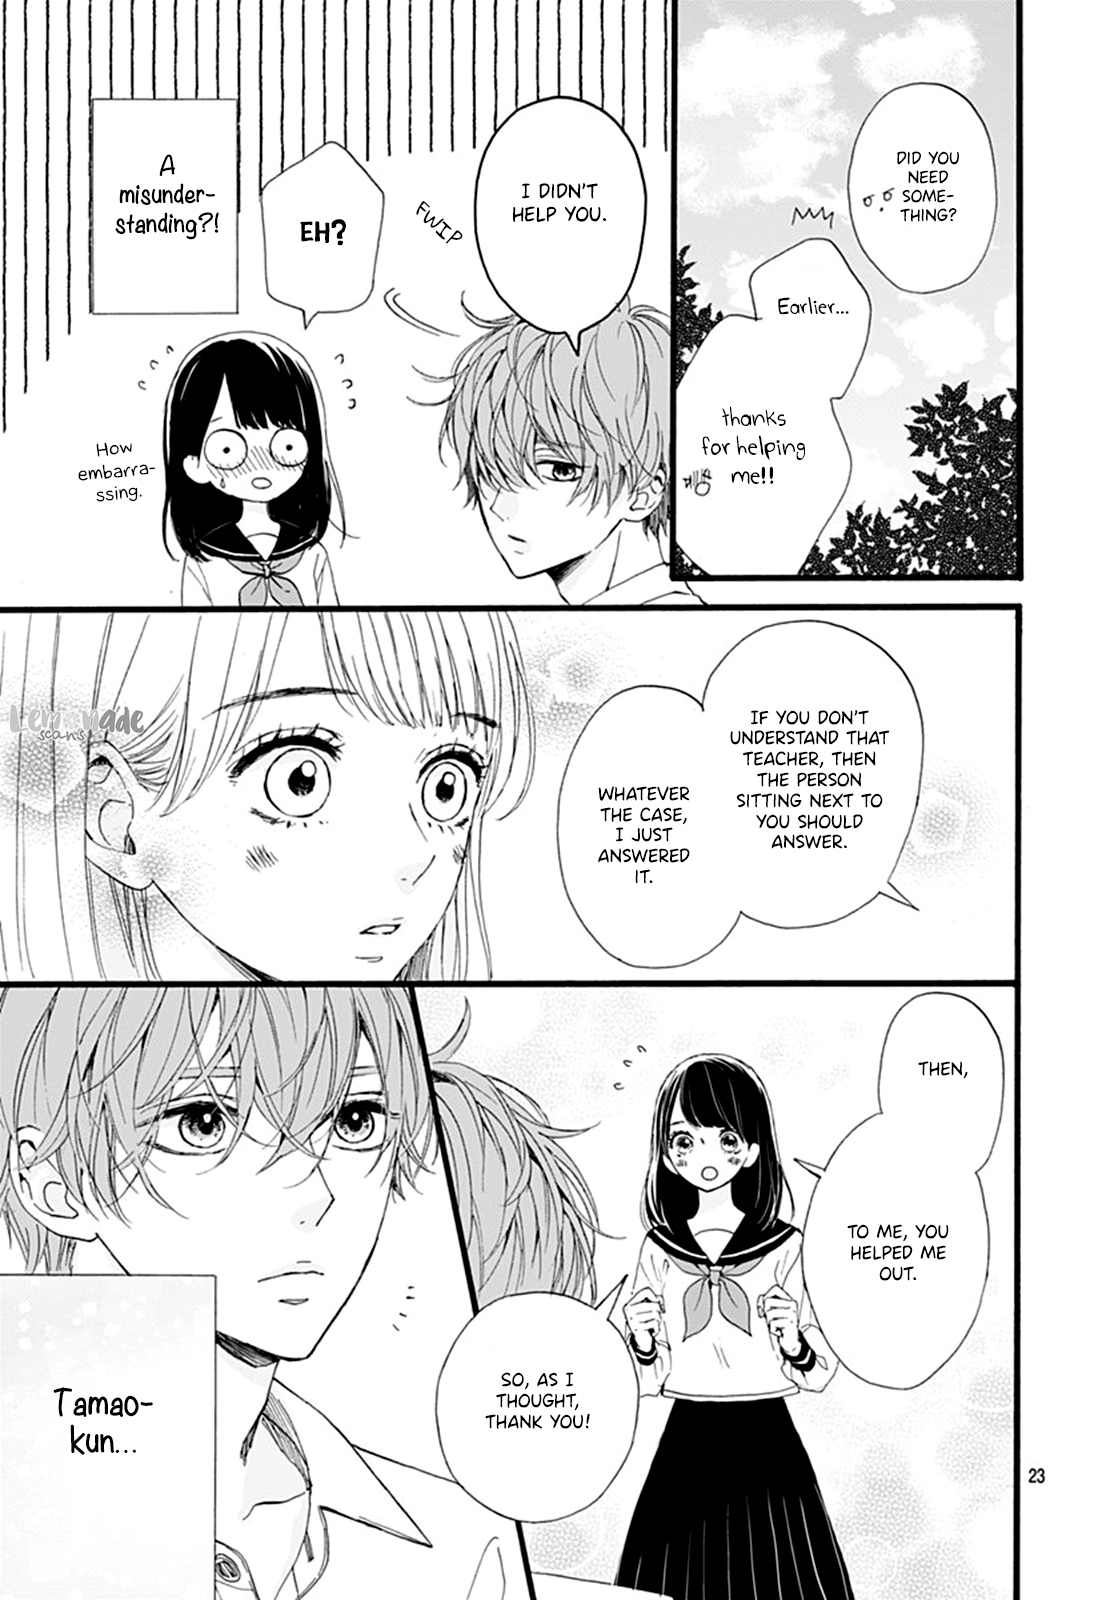 DID YOU
NEED
SOME-
THING?
Earlier...
thanks
for helping
me!!
I DIDN'T
HELP YOU.
FWIP
EH?
A
misunder-
standing?!
How
embarra-
ssing.
IF YOU DON'T
UNDERSTAND THAT
TEACHER, THEN
THE PERSON
SITTING NEXT TO
YOU SHOULD
ANSWER.
WHATEVER
THE CASE,
I JUST
ANSWERED
IT.
Lemonade
scans
THEN,
TO ME, YOU
HELPED ME
OUT.
SO, AS I
THOUGHT,
THANK YOU!
Tamao-
kun...
23